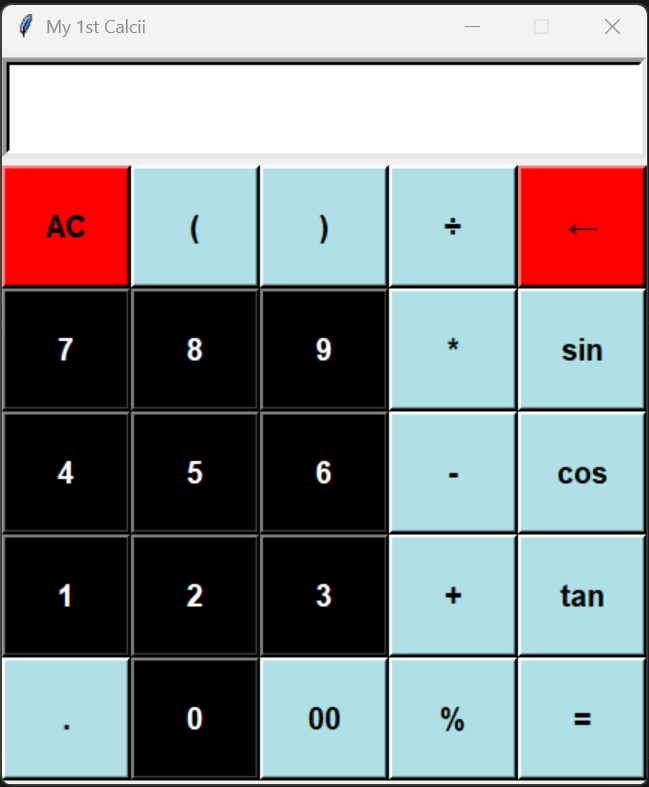 My 1st Calcii
AC ( ) ÷ ←
7 8 9 * sin
4 5 6 - cos
1 2 3 + tan
. 0 00 % =